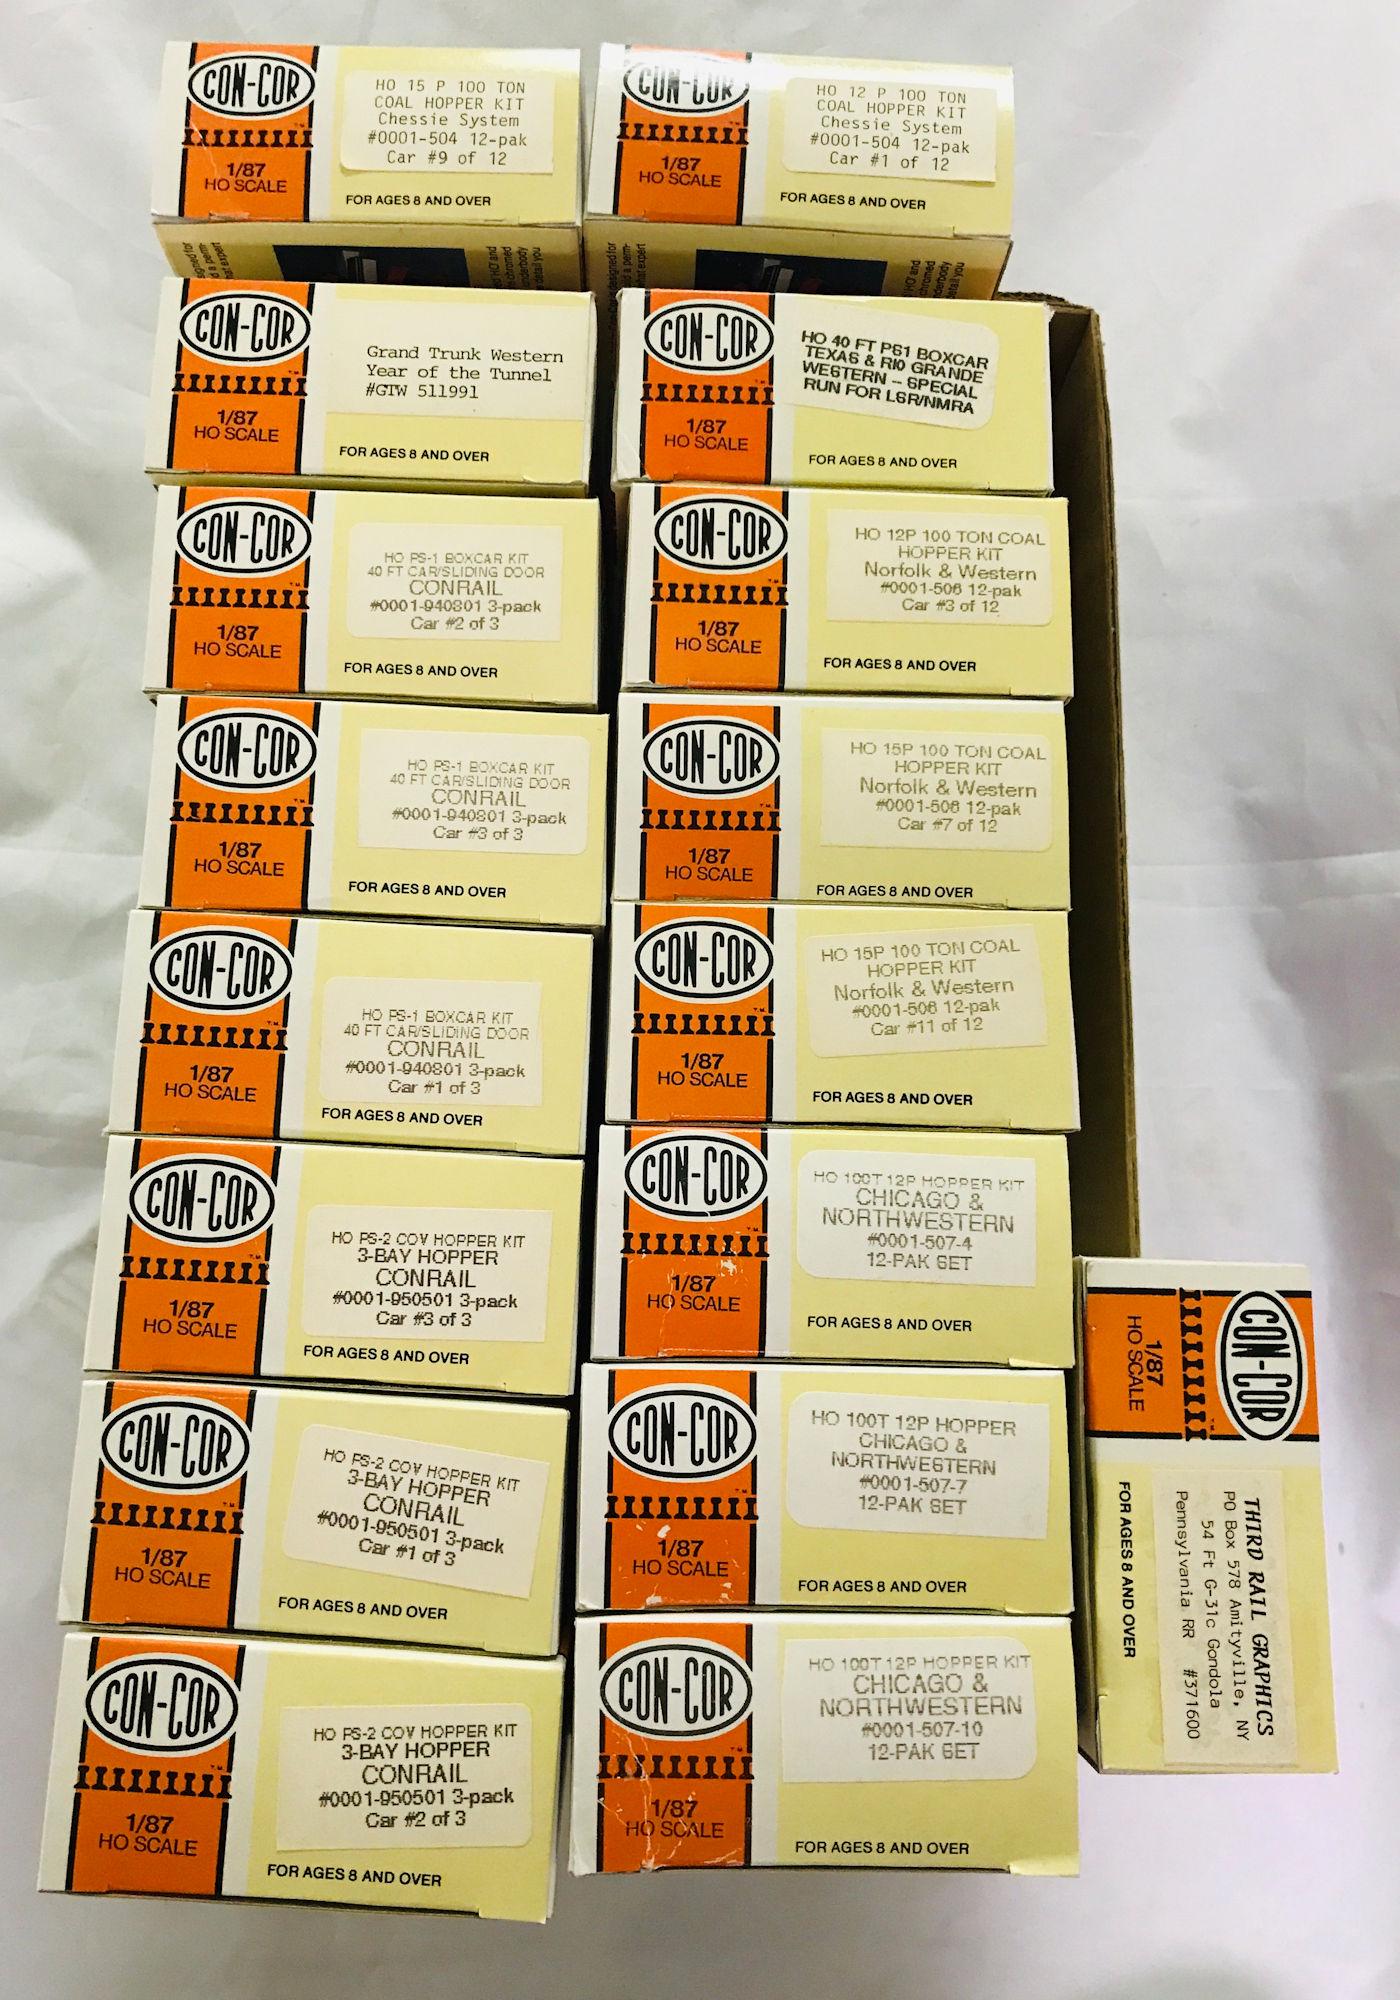 CON-COR
1/87
HO SCALE
HO 15 P 100 TON
COAL HOPPER KIT
Chessie System
#0001-504 12-pak
Car #9 of 12
FOR AGES 8 AND OVER
CON-COR
1/87
HO SCALE
HO 12 P 100 TON
COAL HOPPER KIT
Chessie System
#0001-504 12-pak
Car #1 of 12
FOR AGES 8 AND OVER
CON-COR
1/87
HO SCALE
Grand Trunk Western
Year of the Tunnel
#GTW 511991
FOR AGES 8 AND OVER
CON-COR
1/87
HO SCALE
HO 40 FT PS1 BOXCAR
TEXAS & RIO GRANDE
WESTERN - SPECIAL
RUN FOR LSR/NMRA
FOR AGES 8 AND OVER
CON-COR
1/87
HO SCALE
HO PS-1 BOXCAR KIT
40 FT CAR/SLIDING DOOR
CONRAIL
#0001-940801 3-pack
Car #2 of 3
FOR AGES 8 AND OVER
CON-COR
1/87
HO SCALE
HO 12P 100 TON COAL
HOPPER KIT
Norfolk & Western
#0001-506 12-pak
Car #3 of 12
FOR AGES 8 AND OVER
CON-COR
1/87
HO SCALE
HO PS-1 BOXCAR KIT
40 FT CAR/SLIDING DOOR
CONRAIL
#0001-940801 3-pack
Car #3 of 3
FOR AGES 8 AND OVER
CON-COR
1/87
HO SCALE
HO 15P 100 TON COAL
HOPPER KIT
Norfolk & Western
#0001-506 12-pak
Car #7 of 12
FOR AGES 8 AND OVER
CON-COR
1/87
HO SCALE
HO PS-1 BOXCAR KIT
40 FT CAR/SLIDING DOOR
CONRAIL
#0001-940801 3-pack
Car #1 of 3
FOR AGES 8 AND OVER
CON-COR
1/87
HO SCALE
HO 15P 100 TON COAL
HOPPER KIT
Norfolk & Western
#0001-506 12-pak
Car #11 of 12
FOR AGES 8 AND OVER
CON-COR
1/87
HO SCALE
HO PS-2 COV HOPPER KIT
3-BAY HOPPER
CONRAIL
#0001-950501 3-pack
Car #3 of 3
FOR AGES 8 AND OVER
CON-COR
1/87
HO SCALE
HO 100T 12P HOPPER KIT
CHICAGO &
NORTHWESTERN
#0001-507-4
12-PAK SET
FOR AGES 8 AND OVER
CON-COR
1/87
HO SCALE
HO PS-2 COV HOPPER KIT
3-BAY HOPPER
CONRAIL
#0001-950501 3-pack
Car #1 of 3
FOR AGES 8 AND OVER
CON-COR
1/87
HO SCALE
HO 100T 12P HOPPER
CHICAGO &
NORTHWESTERN
#0001-507-7
12-PAK SET
FOR AGES 8 AND OVER
CON-COR
1/87
HO SCALE
HO PS-2 COV HOPPER KIT
3-BAY HOPPER
CONRAIL
#0001-950501 3-pack
Car #2 of 3
FOR AGES 8 AND OVER
CON-COR
1/87
HO SCALE
HO 100T 12P HOPPER KIT
CHICAGO &
NORTHWESTERN
#0001-507-10
12-PAK SET
FOR AGES 8 AND OVER
CON-COR
1/87
HO SCALE
THIRD RAIL GRAPHICS
PO Box 578 Amityville, NY
54 Ft G-31c Gondola
Pennsylvania RR #371600
FOR AGES 8 AND OVER